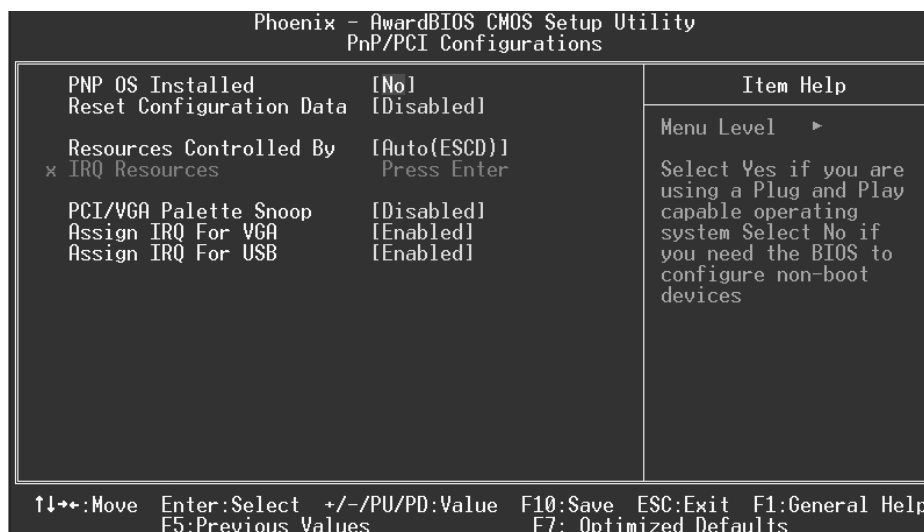 Phoenix - AwardBIOS CMOS Setup Utility
PnP/PCI Configurations
PNP OS Installed [No]
Reset Configuration Data [Disabled]
Resources Controlled By [Auto(ESCD)]
x IRQ Resources Press Enter
PCI/VGA Palette Snoop [Disabled]
Assign IRQ For VGA [Enabled]
Assign IRQ For USB [Enabled]
Item Help
Menu Level ►
Select Yes if you are
using a Plug and Play
capable operating
system Select No if
you need the BIOS to
configure non-boot
devices
↑↓→←:Move Enter:Select +/-/PU/PD:Value F10:Save ESC:Exit F1:General Help
F5:Previous Values F7: Optimized Defaults